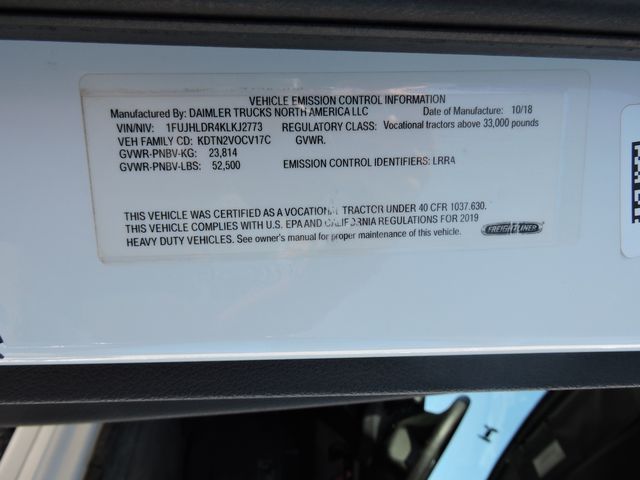 VEHICLE EMISSION CONTROL INFORMATION
Manufactured By: DAIMLER TRUCKS NORTH AMERICA LLC Date of Manufacture: 10/18
VIN/NIV: 1FUJHLDR4KLKJ2773 REGULATORY CLASS: Vocational tractors above 33,000 pounds
VEH FAMILY CD: KDTN2VOCV17C GVWR.
GVWR-PNBV-KG: 23,814
GVWR-PNBV-LBS: 52,500 EMISSION CONTROL IDENTIFIERS: LRRA
THIS VEHICLE WAS CERTIFIED AS A VOCATIONAL TRACTOR UNDER 40 CFR 1037.630.
THIS VEHICLE COMPLIES WITH U.S. EPA AND CALIFORNIA REGULATIONS FOR 2019
HEAVY DUTY VEHICLES. See owner's manual for proper maintenance of this vehicle.
FREIGHTLINER